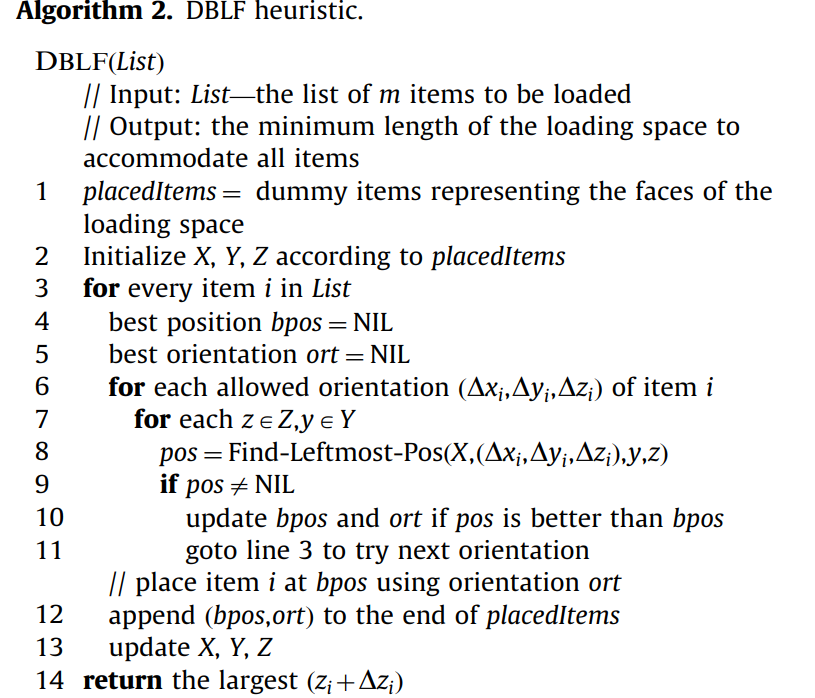 Algorithm 2. DBLF heuristic.
DBLF(List)
// Input: List—the list of m items to be loaded
// Output: the minimum length of the loading space to
accommodate all items
1 placedItems = dummy items representing the faces of the
loading space
2 Initialize X, Y, Z according to placedItems
3 for every item i in List
4 best position bpos = NIL
5 best orientation ort = NIL
6 for each allowed orientation (Δxᵢ,Δyᵢ,Δzᵢ) of item i
7 for each z ∈ Z,y ∈ Y
8 pos = Find-Leftmost-Pos(X,(Δxᵢ,Δyᵢ,Δzᵢ),y,z)
9 if pos ≠ NIL
10 update bpos and ort if pos is better than bpos
11 goto line 3 to try next orientation
// place item i at bpos using orientation ort
12 append (bpos,ort) to the end of placedItems
13 update X, Y, Z
14 return the largest (zᵢ+Δzᵢ)